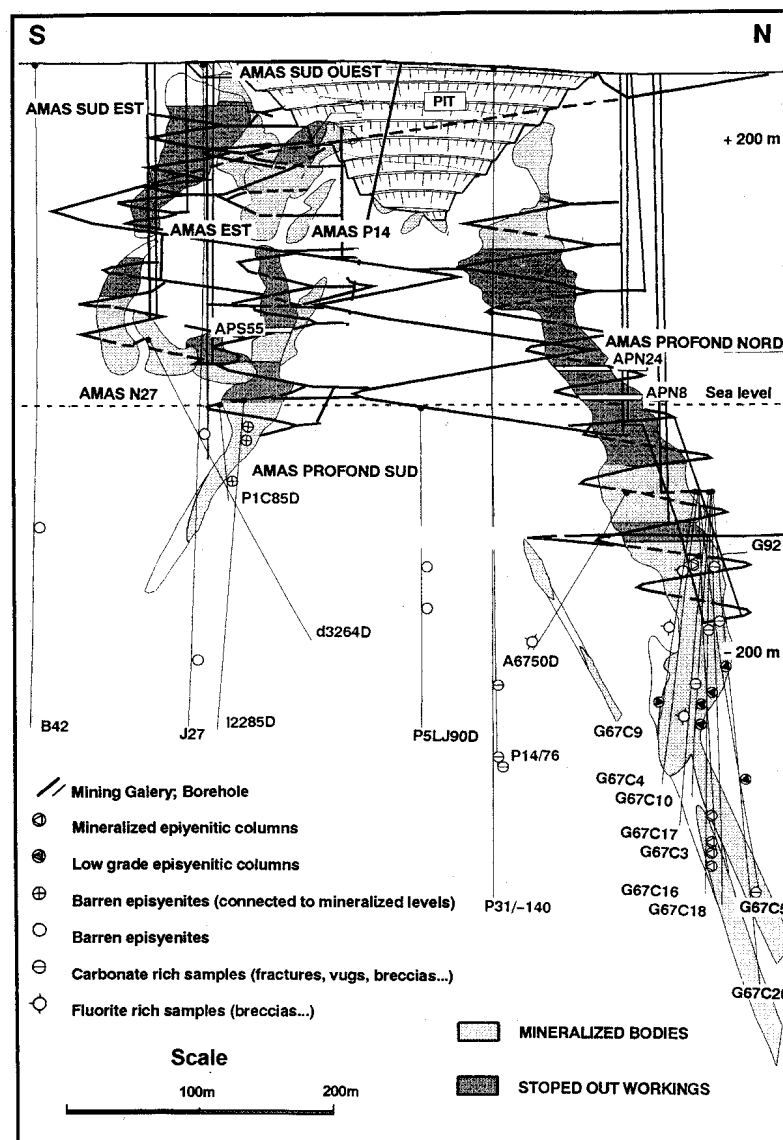 S
N
AMAS SUD OUEST
PIT
AMAS SUD EST
+ 200 m
AMAS EST
AMAS P14
APS55
AMAS PROFOND NORD
APN24
AMAS N27
APN8
Sea level
AMAS PROFOND SUD
P1C85D
G92
d3264D
A6750D
- 200 m
B42
J27
I2285D
P5LJ90D
G67C9
P14/76
G67C4
G67C10
G67C17
G67C3
G67C16
G67C18
P31/-140
G67C20
Mining Galery; Borehole
Mineralized epiyenitic columns
Low grade episyenitic columns
Barren episyenites (connected to mineralized levels)
Barren episyenites
Carbonate rich samples (fractures, vugs, breccias...)
Fluorite rich samples (breccias...)
MINERALIZED BODIES
STOPED OUT WORKINGS
Scale
100m
200m